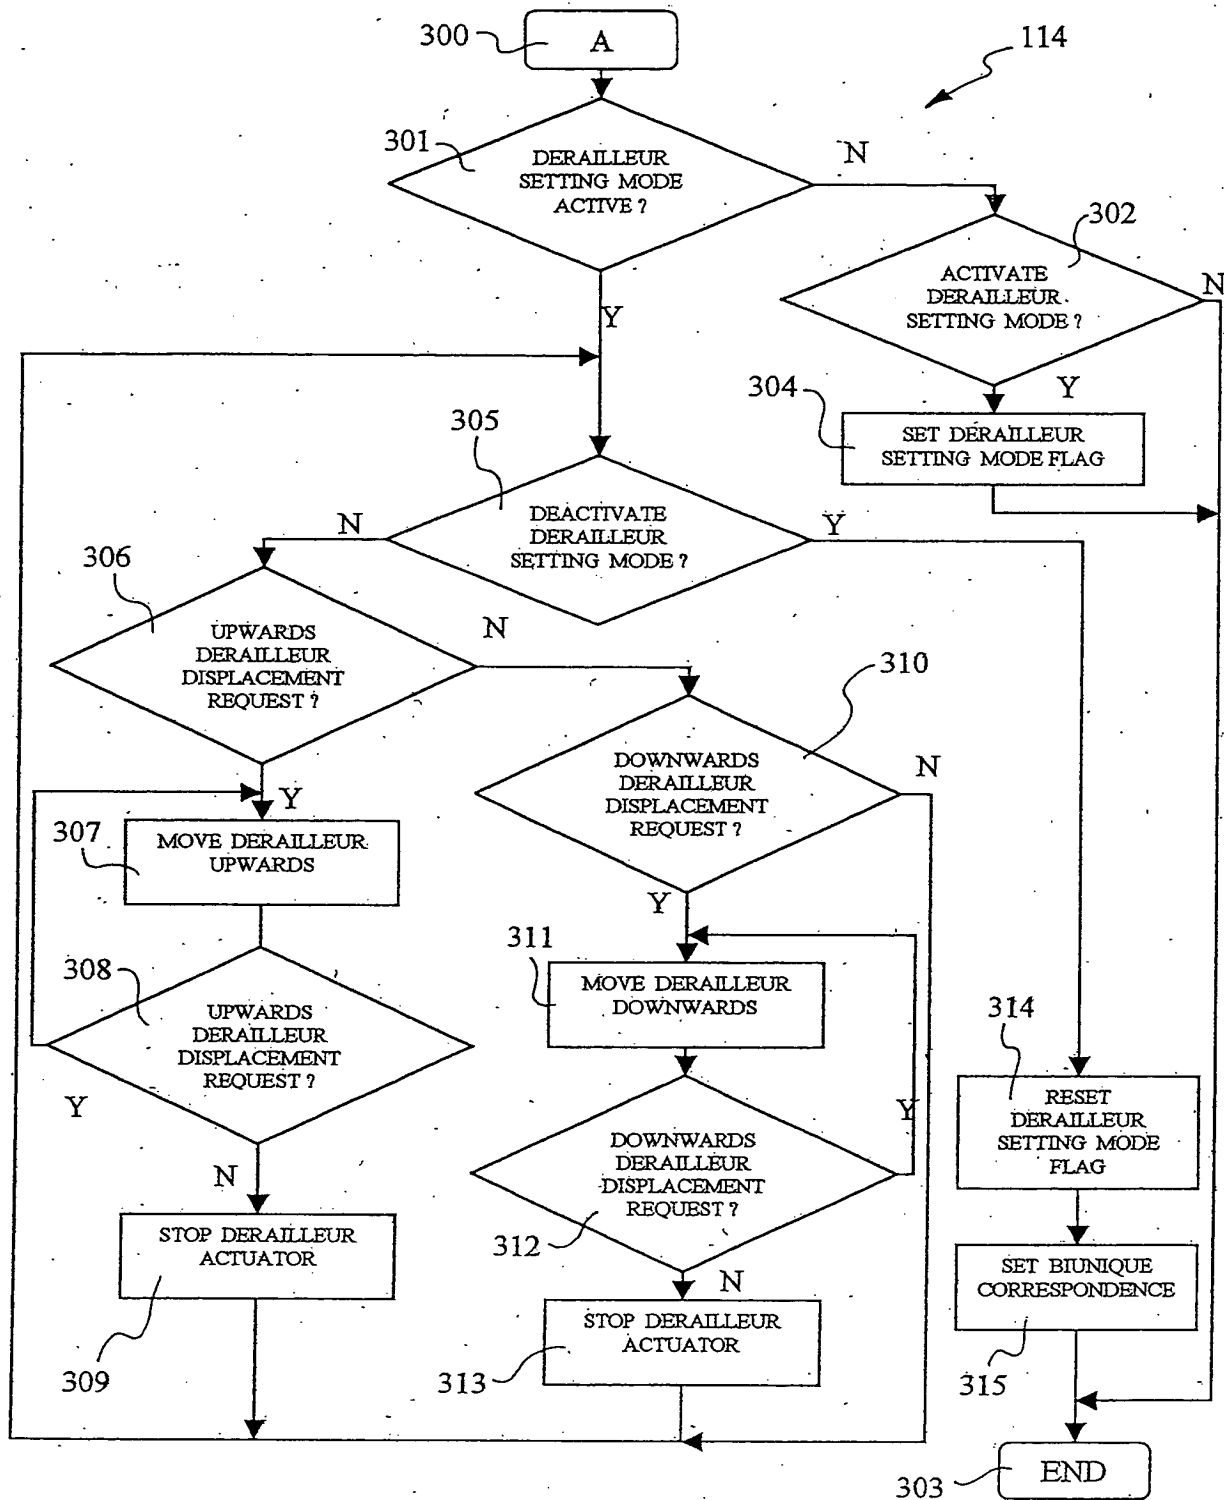 300
A
114
301
DERAILLEUR
SETTING MODE
ACTIVE ?
N
302
ACTIVATE
DERAILLEUR
SETTING MODE ?
N
Y
Y
304
SET DERAILLEUR
SETTING MODE FLAG
305
DEACTIVATE
DERAILLEUR
SETTING MODE ?
N
Y
306
UPWARDS
DERAILLEUR
DISPLACEMENT
REQUEST ?
N
310
DOWNWARDS
DERAILLEUR
DISPLACEMENT
REQUEST ?
N
Y
307
MOVE DERAILLEUR
UPWARDS
Y
311
MOVE DERAILLEUR
DOWNWARDS
308
UPWARDS
DERAILLEUR
DISPLACEMENT
REQUEST ?
Y
N
314
RESET
DERAILLEUR
SETTING MODE
FLAG
Y
DOWNWARDS
DERAILLEUR
DISPLACEMENT
REQUEST ?
312
N
STOP DERAILLEUR
ACTUATOR
309
SET BIUNIQUE
CORRESPONDENCE
315
STOP DERAILLEUR
ACTUATOR
313
END
303